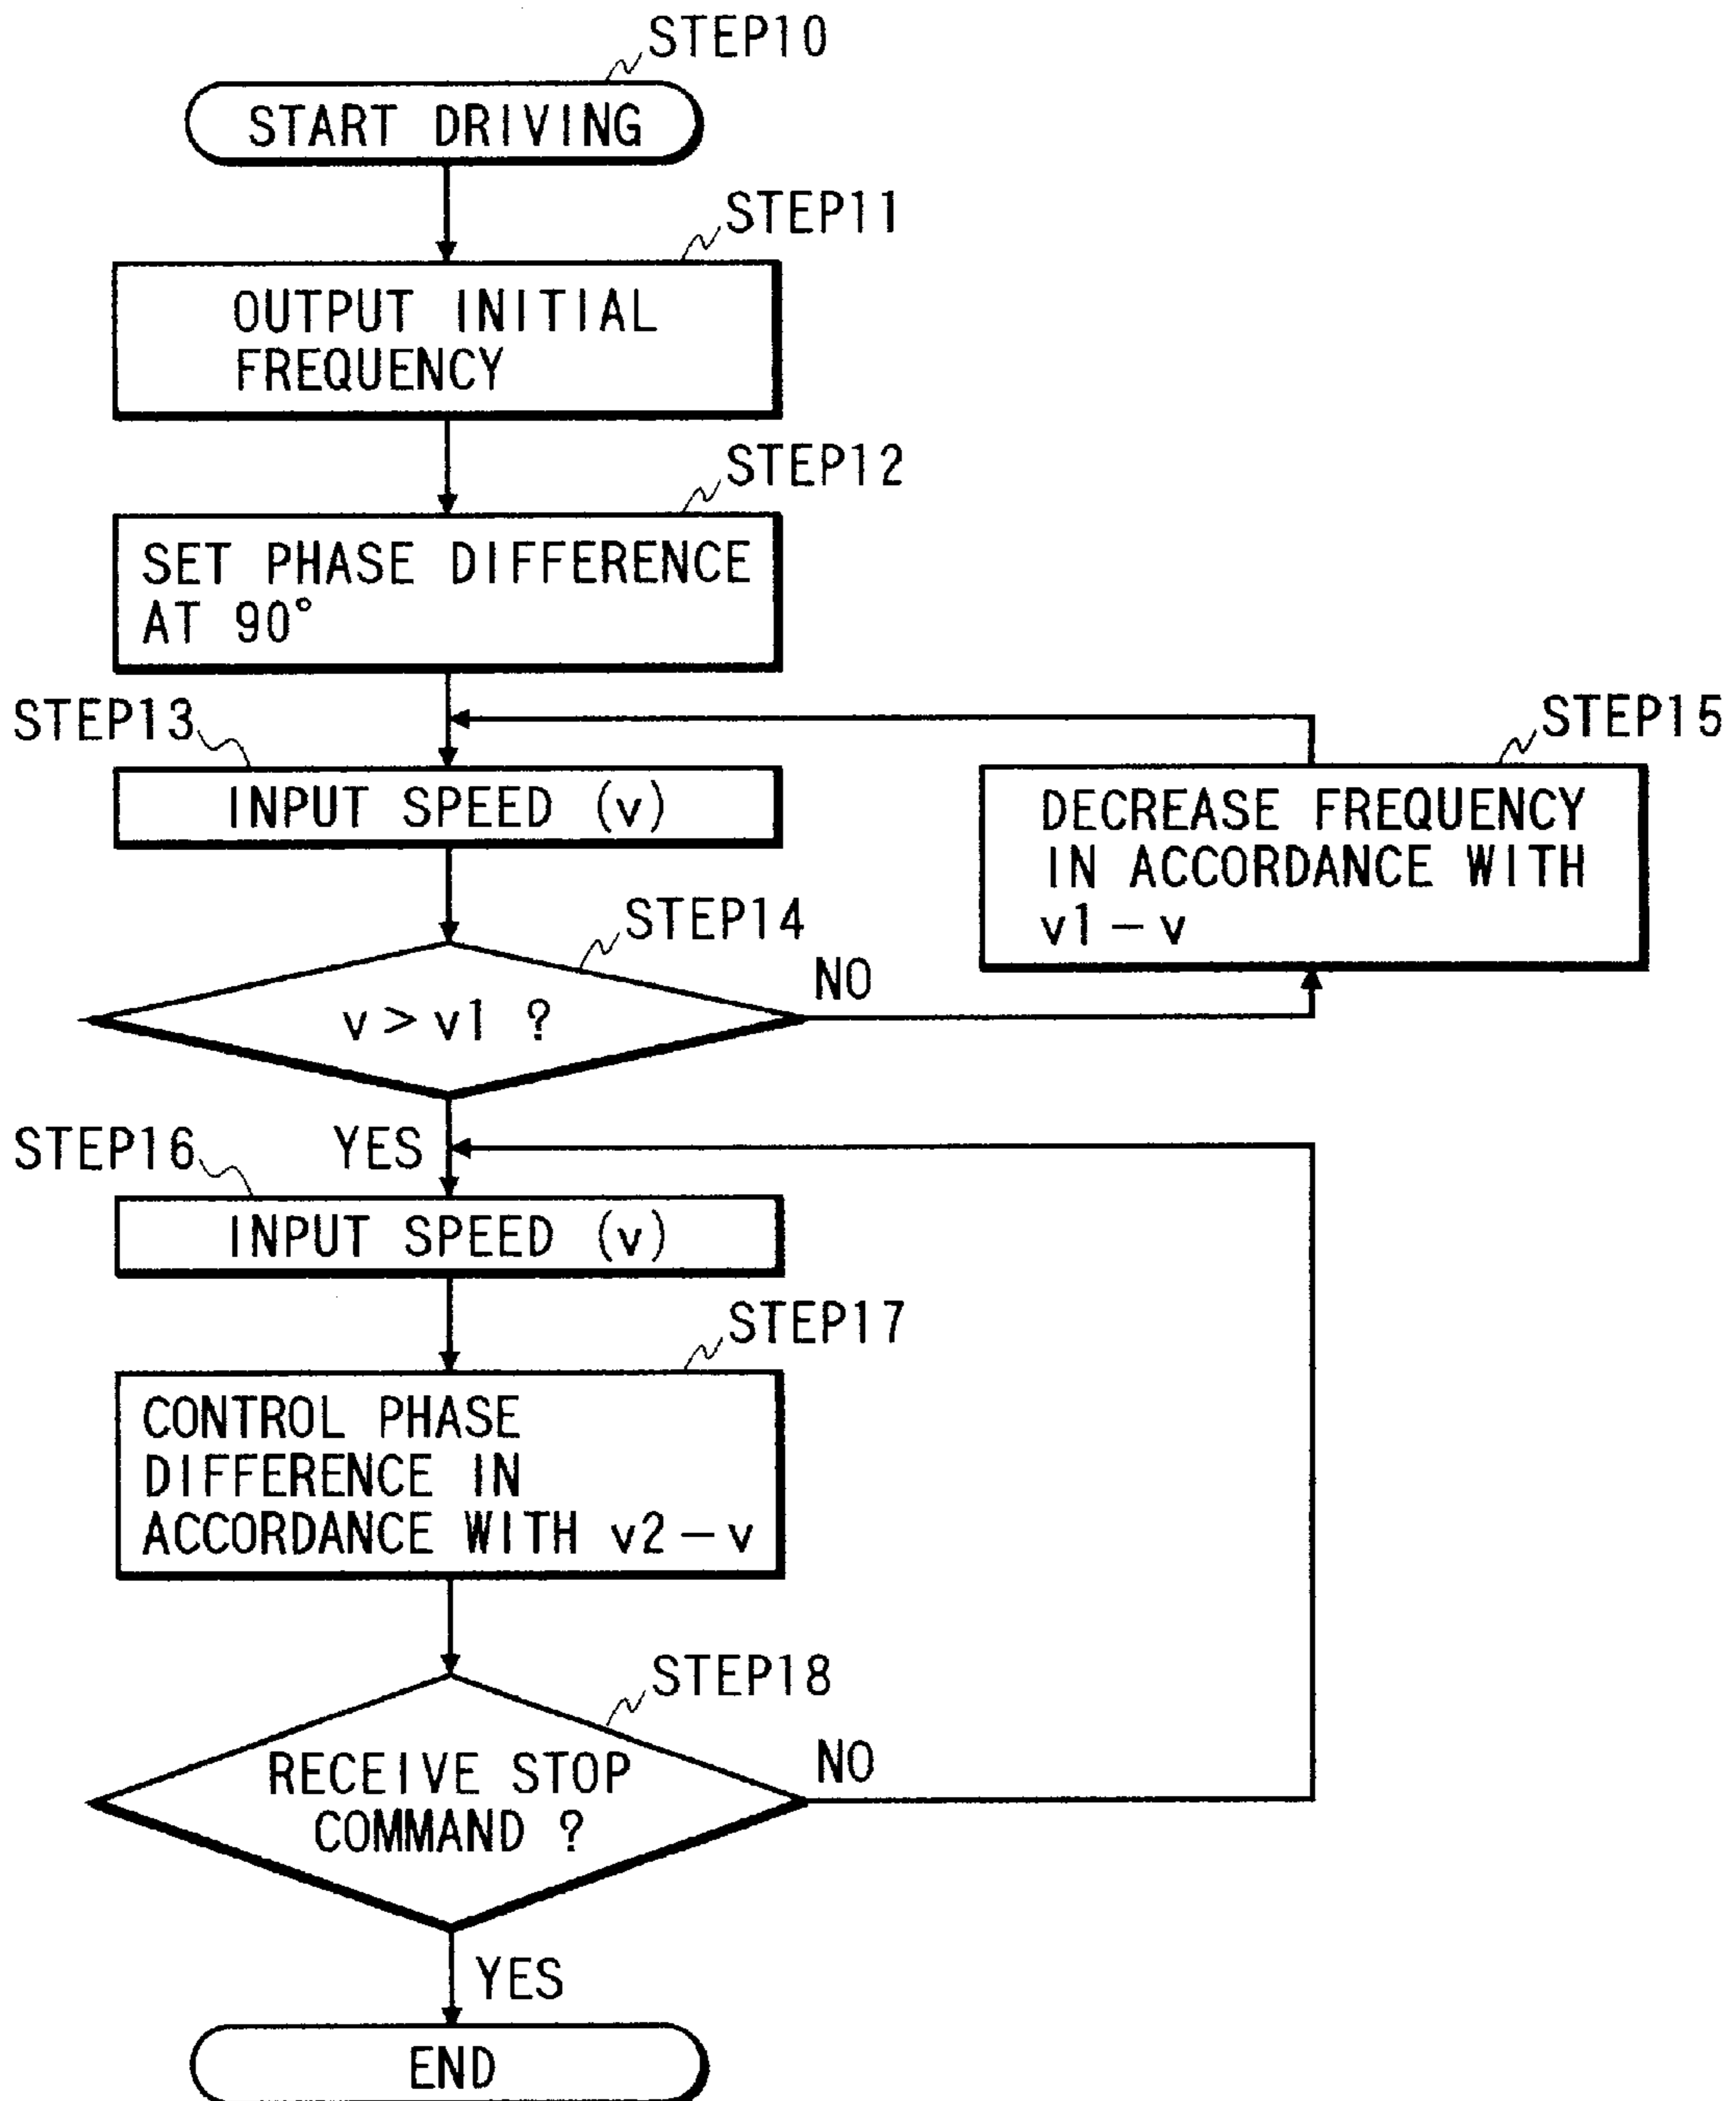 STEP10
START DRIVING
STEP11
OUTPUT INITIAL
FREQUENCY
STEP12
SET PHASE DIFFERENCE
AT 90°
STEP13
INPUT SPEED (v)
STEP15
DECREASE FREQUENCY
IN ACCORDANCE WITH
v1 – v
STEP14
v > v1 ?
NO
YES
STEP16
INPUT SPEED (v)
STEP17
CONTROL PHASE
DIFFERENCE IN
ACCORDANCE WITH v2 – v
STEP18
RECEIVE STOP
COMMAND ?
NO
YES
END